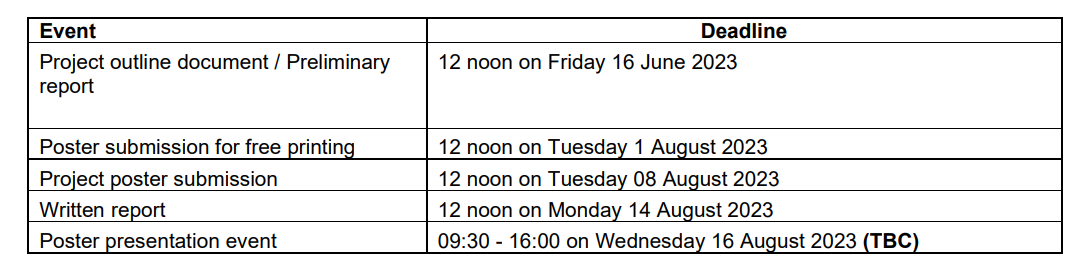 Event Deadline
Project outline document / Preliminary 12 noon on Friday 16 June 2023
report
Poster submission for free printing 12 noon on Tuesday 1 August 2023
Project poster submission 12 noon on Tuesday 08 August 2023
Written report 12 noon on Monday 14 August 2023
Poster presentation event 09:30 - 16:00 on Wednesday 16 August 2023 (TBC)